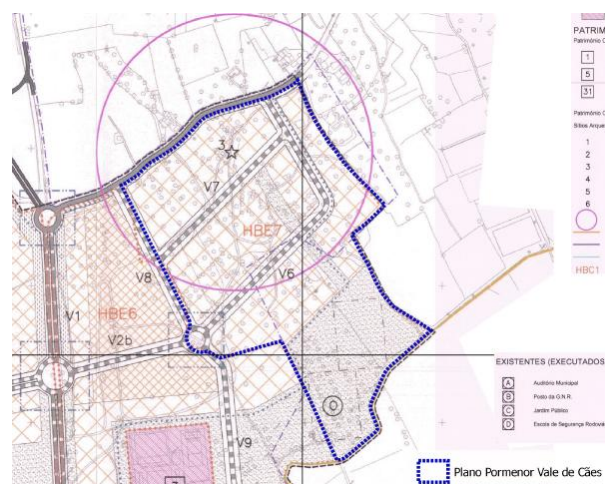 PATRIM
Património C
1
5
31
Património C
Sítios Arque
1
2
3
4
5
6
HBC1
3
V7
HBE7
V8
V6
HBE6
V1
V2b
V9
O
EXISTENTES (EXECUTADOS
A Auditório Municipal
B Posto da G.N.R.
C Jardim Público
O Escola de Segurança Rodoviá
Plano Pormenor Vale de Cães